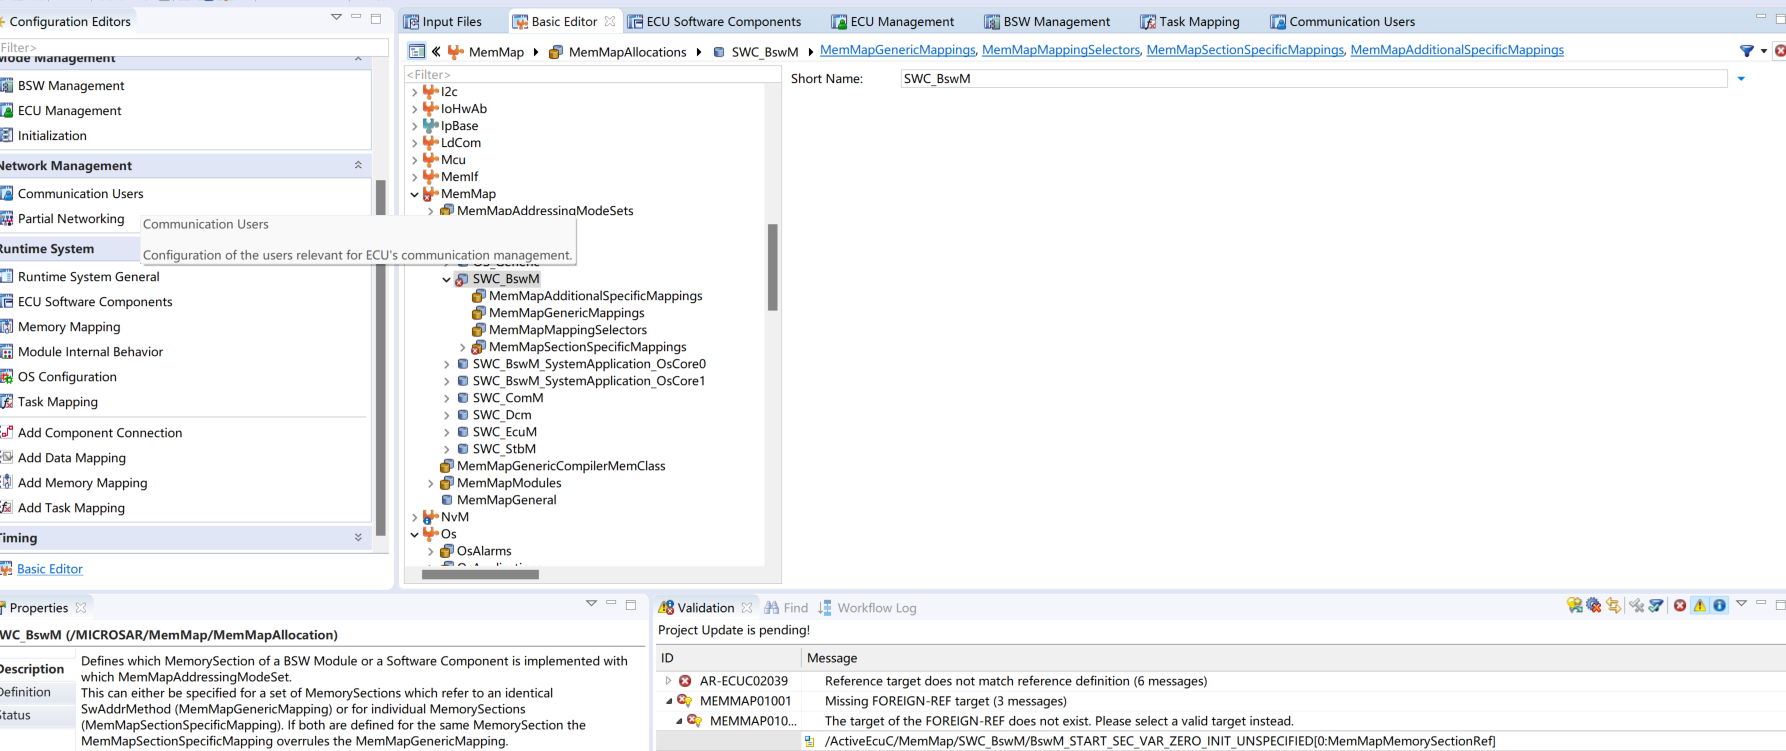 Configuration Editors
<Filter>
Mode Management
BSW Management
ECU Management
Initialization
Network Management
Communication Users
Partial Networking
Communication Users
Configuration of the users relevant for ECU's communication management.
Runtime System
Runtime System General
ECU Software Components
Memory Mapping
Module Internal Behavior
OS Configuration
Task Mapping
Add Component Connection
Add Data Mapping
Add Memory Mapping
Add Task Mapping
Timing
Basic Editor
Input Files
Basic Editor
ECU Software Components
ECU Management
BSW Management
Task Mapping
Communication Users
MemMap MemMapAllocations SWC_BswM MemMapGenericMappings, MemMapMappingSelectors, MemMapSectionSpecificMappings, MemMapAdditionalSpecificMappings
<Filter>
I2c
IoHwAb
IpBase
LdCom
Mcu
MemIf
MemMap
MemMapAddressingModeSets
OS_Generic
SWC_BswM
MemMapAdditionalSpecificMappings
MemMapGenericMappings
MemMapMappingSelectors
MemMapSectionSpecificMappings
SWC_BswM_SystemApplication_OsCore0
SWC_BswM_SystemApplication_OsCore1
SWC_ComM
SWC_Dcm
SWC_EcuM
SWC_StbM
MemMapGenericCompilerMemClass
MemMapModules
MemMapGeneral
NvM
Os
OsAlarms
Short Name: SWC_BswM
Properties
WC_BswM (/MICROSAR/MemMap/MemMapAllocation)
Description
Definition
Status
Defines which MemorySection of a BSW Module or a Software Component is implemented with
which MemMapAddressingModeSet.
This can either be specified for a set of MemorySections which refer to an identical
SwAddrMethod (MemMapGenericMapping) or for individual MemorySections
(MemMapSectionSpecificMapping). If both are defined for the same MemorySection the
MemMapSectionSpecificMapping overrules the MemMapGenericMapping.
Validation
Find
Workflow Log
Project Update is pending!
ID Message
AR-ECUC02039 Reference target does not match reference definition (6 messages)
MEMMAP01001 Missing FOREIGN-REF target (3 messages)
MEMMAP010... The target of the FOREIGN-REF does not exist. Please select a valid target instead.
/ActiveEcuC/MemMap/SWC_BswM/BswM_START_SEC_VAR_ZERO_INIT_UNSPECIFIED[0:MemMapMemorySectionRef]